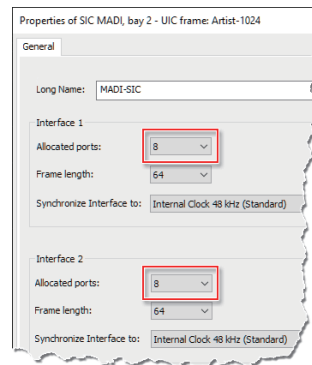 Properties of SIC MADI, bay 2 - UIC frame: Artist-1024
General
Long Name: MADI-SIC
Interface 1
Allocated ports: 8
Frame length: 64
Synchronize Interface to: Internal Clock 48 kHz (Standard)
Interface 2
Allocated ports: 8
Frame length: 64
Synchronize Interface to: Internal Clock 48 kHz (Standard)